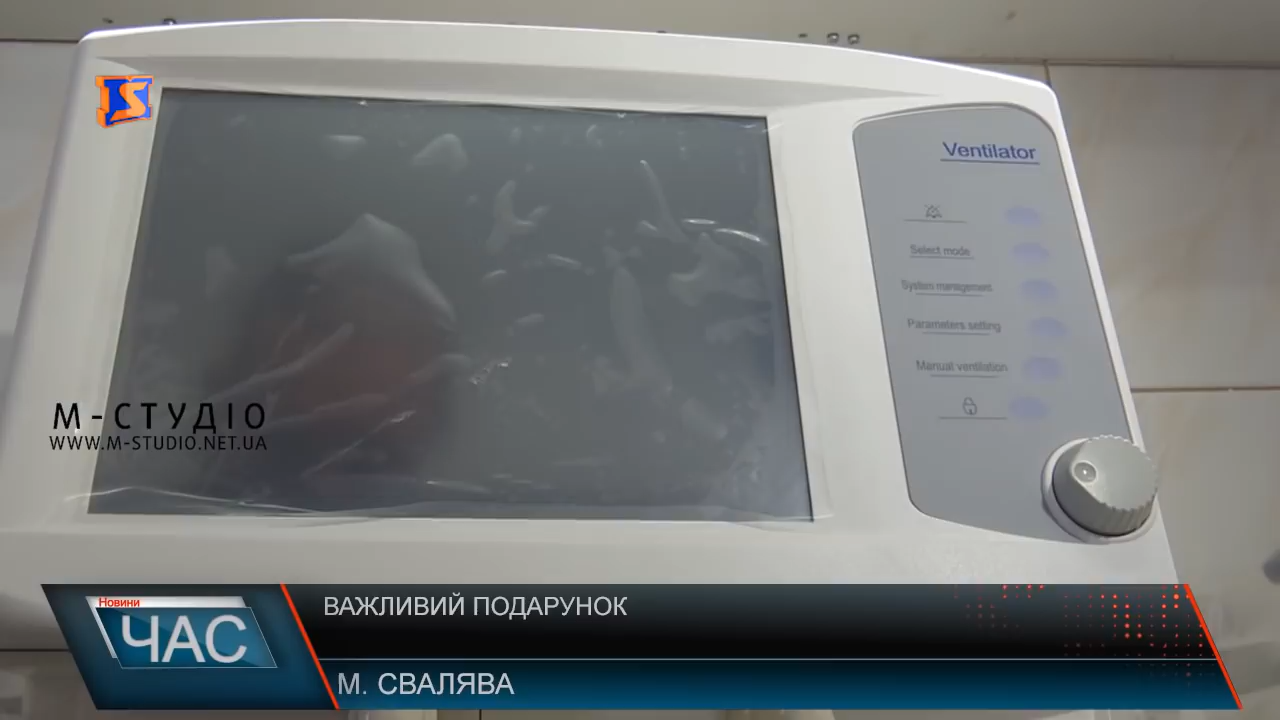 Ventilator
Select mode
System management
Parameters setting
Manual ventilation
М-СТУДІО
WWW.M-STUDIO.NET.UA
Новини
ЧАС
ВАЖЛИВИЙ ПОДАРУНОК
М. СВАЛЯВА